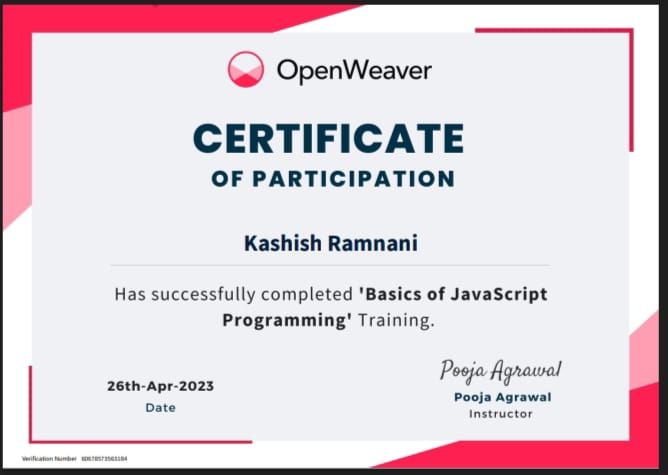 OpenWeaver
CERTIFICATE
OF PARTICIPATION
Kashish Ramnani
Has successfully completed 'Basics of JavaScript
Programming' Training.
26th-Apr-2023
Date
Pooja Agrawal
Pooja Agrawal
Instructor
Verification Number